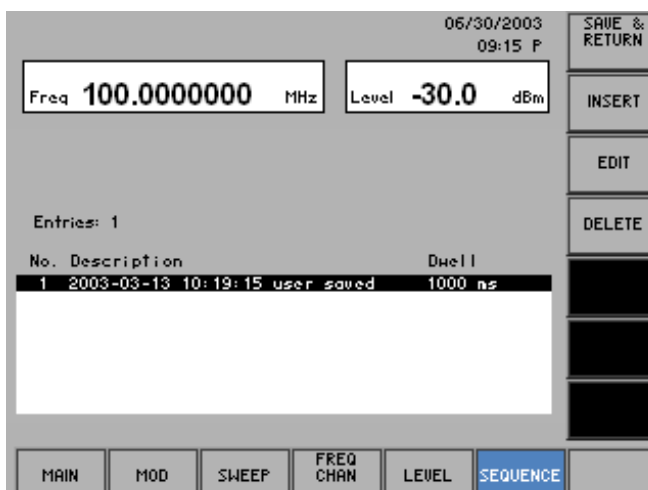 06/30/2003
09:15 P
Freq 100.0000000 MHz
Level -30.0 dBm
Entries: 1
No. Description Dwell
1 2003-03-13 10:19:15 user saved 1000 ms
SAVE &
RETURN
INSERT
EDIT
DELETE
MAIN
MOD
SWEEP
FREQ
CHAN
LEVEL
SEQUENCE